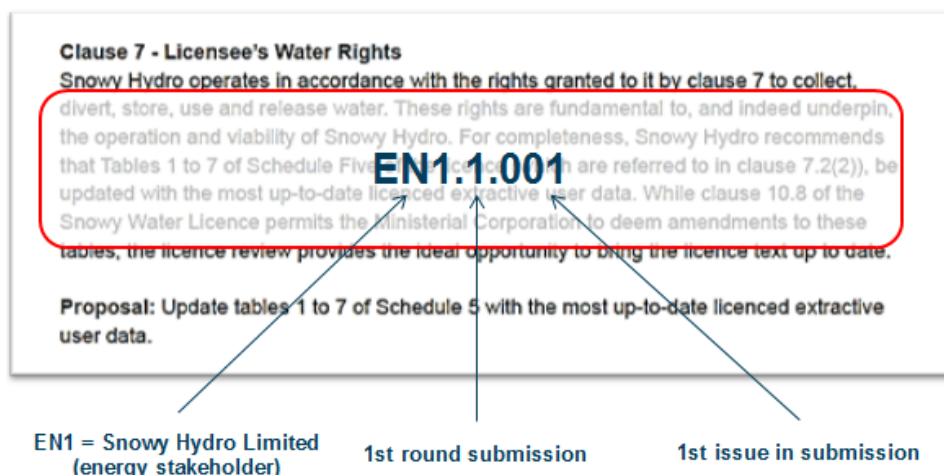 Clause 7 - Licensee's Water Rights
Snowy Hydro operates in accordance with the rights granted to it by clause 7 to collect,
divert, store, use and release water. These rights are fundamental to, and indeed underpin,
the operation and viability of Snowy Hydro. For completeness, Snowy Hydro recommends
that Tables 1 to 7 of Schedule Five are referred to in clause 7.2(2)), be
EN1.1.001
updated with the most up-to-date licenced extractive user data. While clause 10.8 of the
Snowy Water Licence permits the Ministerial Corporation to deem amendments to these
tables, the licence review provides the ideal opportunity to bring the licence text up to date.
Proposal: Update tables 1 to 7 of Schedule 5 with the most up-to-date licenced extractive
user data.
EN1 = Snowy Hydro Limited
(energy stakeholder)
1st round submission
1st issue in submission